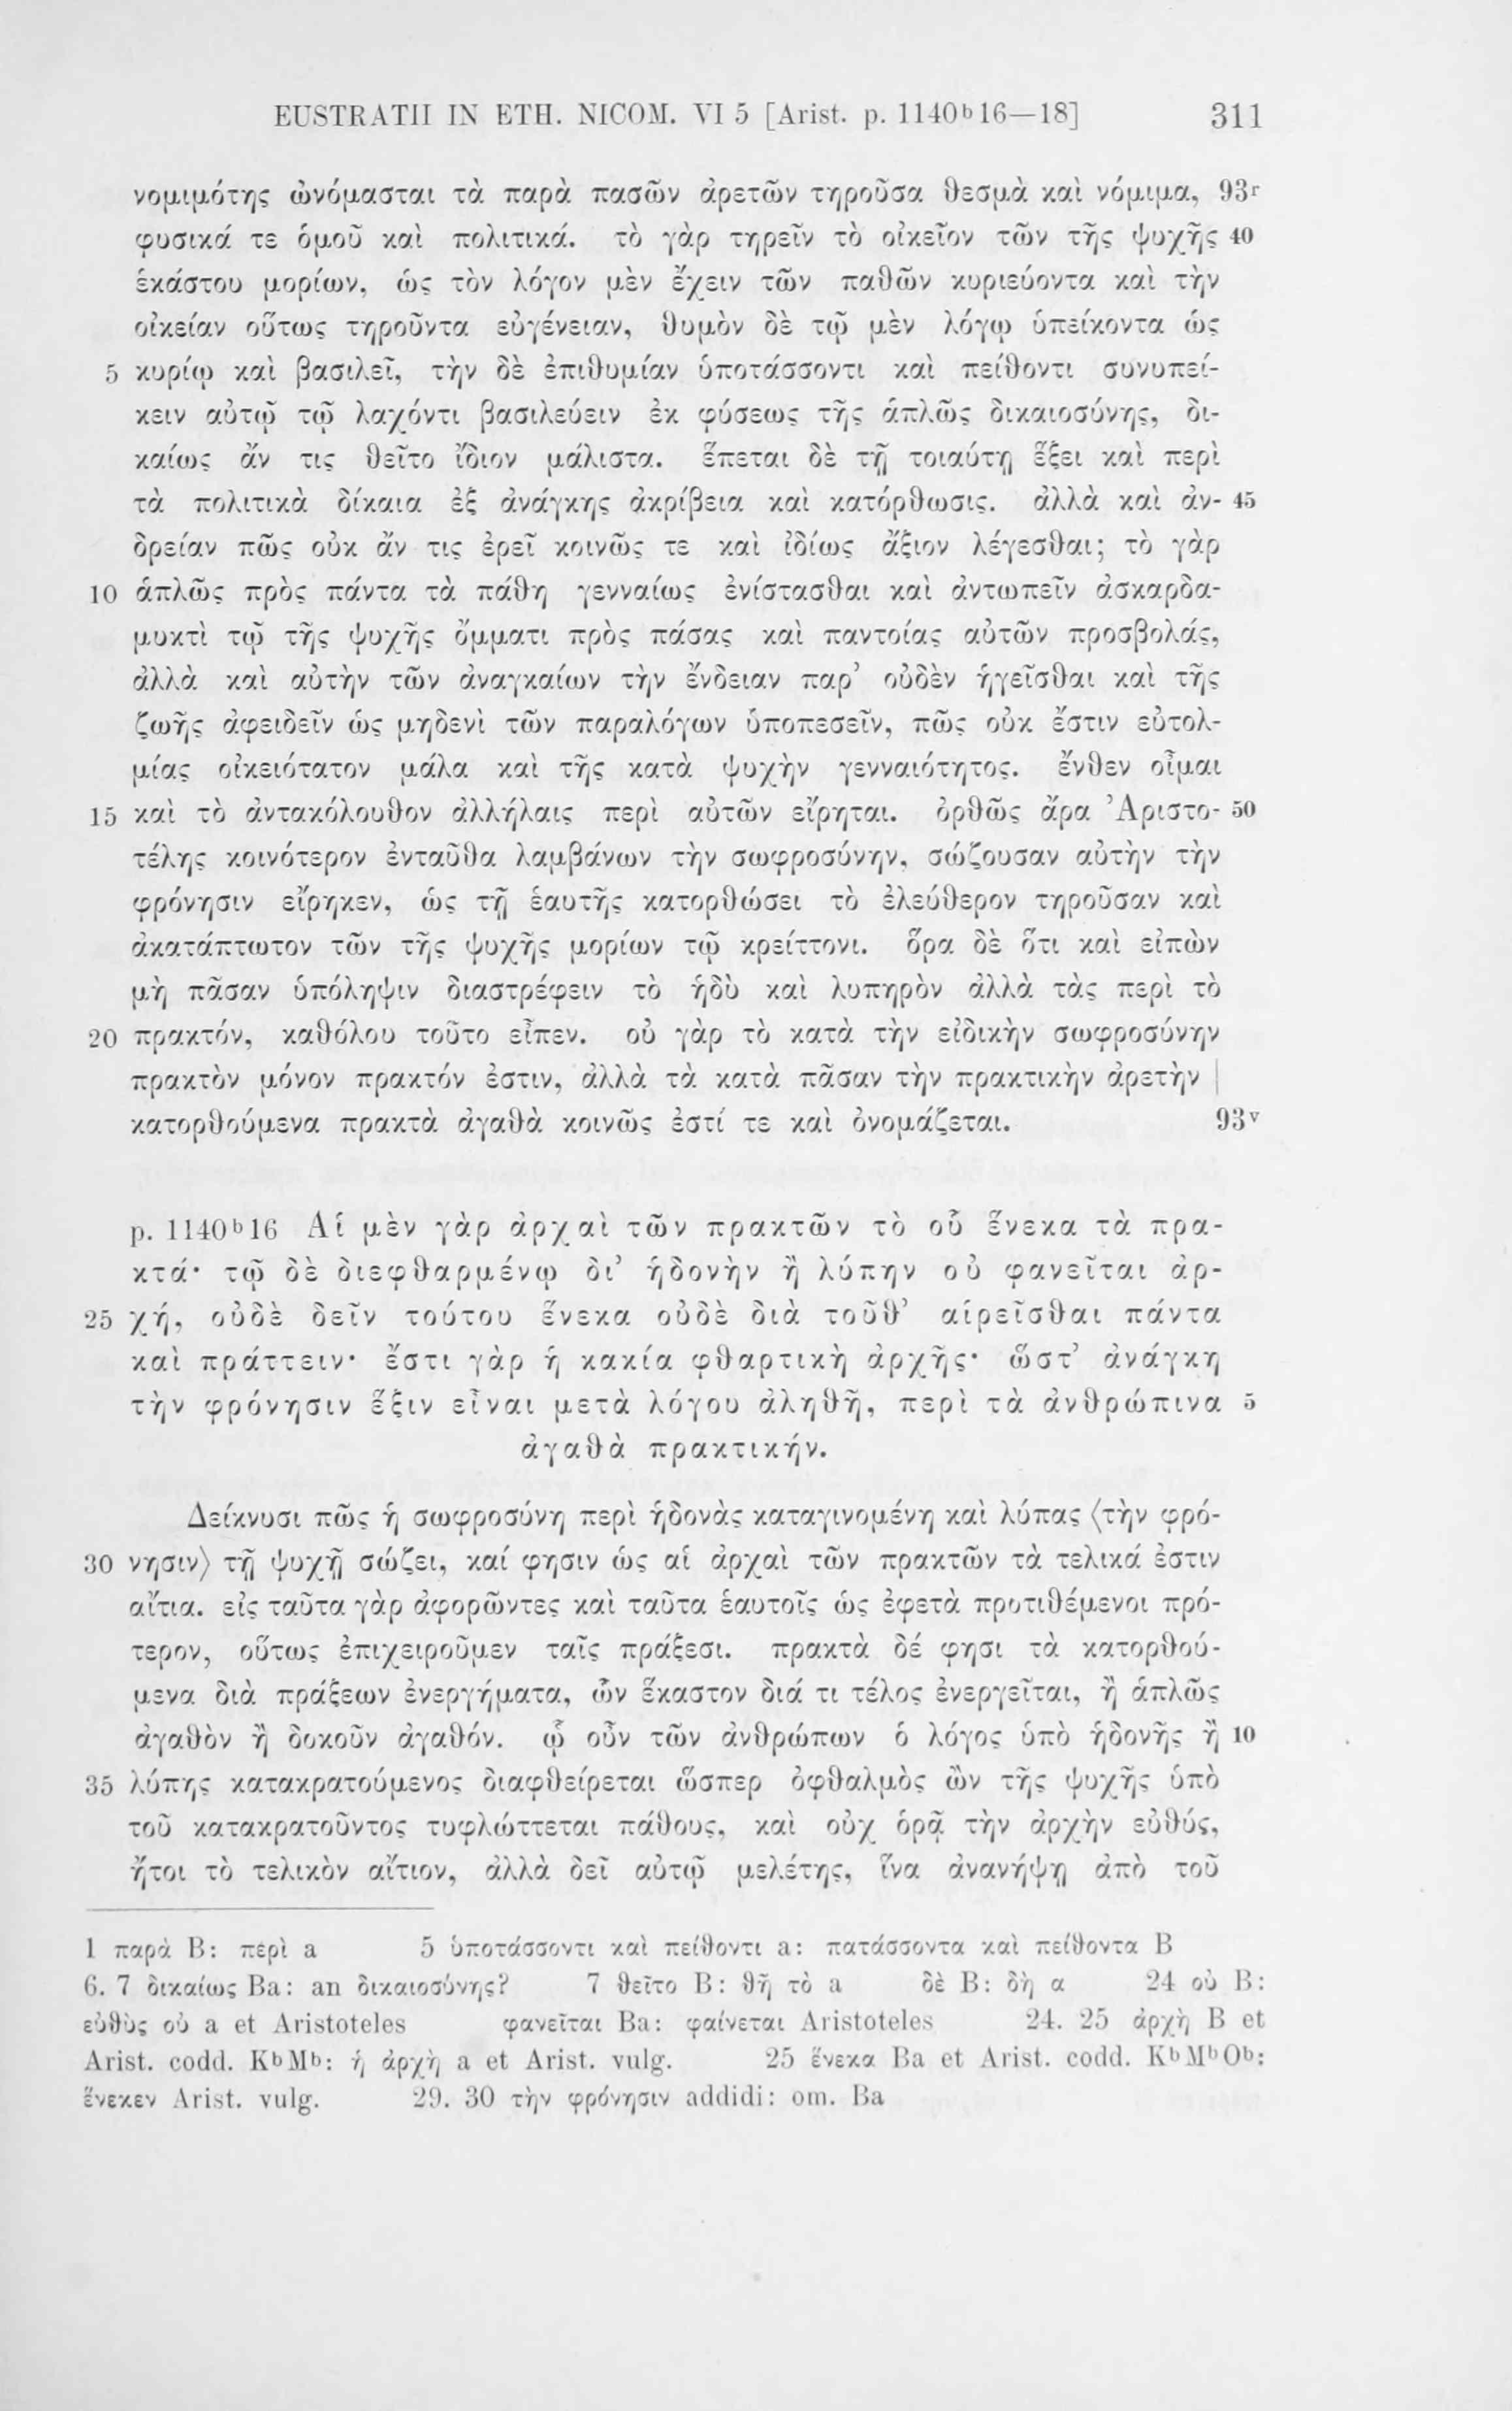 EUSTRATII IN ETH. NICOM. VI 5 [Arist. p. 1140ᵇ16—18] 311
νομιμότης ὠνόμασται τὰ παρὰ πασῶν ἀρετῶν τηροῦσα θεσμὰ καὶ νόμιμα, 93ʳ
φυσικά τε ὁμοῦ καὶ πολιτικά. τὸ γὰρ τηρεῖν τὸ οἰκεῖον τῶν τῆς ψυχῆς 40
ἑκάστου μορίων, ὡς τὸν λόγον μὲν ἔχειν τῶν παθῶν κυριεύοντα καὶ τὴν
οἰκείαν οὕτως τηροῦντα εὐγένειαν, θυμὸν δὲ τῷ μὲν λόγῳ ὑπείκοντα ὡς
5 κυρίῳ καὶ βασιλεῖ, τὴν δὲ ἐπιθυμίαν ὑποτάσσοντι καὶ πείθοντι συνυπεί-
κειν αὐτῷ τῷ λαχόντι βασιλεύειν ἐκ φύσεως τῆς ἁπλῶς δικαιοσύνης, δι-
καίως ἄν τις θεῖτο ἴδιον μάλιστα. ἕπεται δὲ τῇ τοιαύτῃ ἕξει καὶ περὶ
τὰ πολιτικὰ δίκαια ἐξ ἀνάγκης ἀκρίβεια καὶ κατόρθωσις. ἀλλὰ καὶ ἀν- 45
δρείαν πῶς οὐκ ἄν τις ἐρεῖ κοινῶς τε καὶ ἰδίως ἄξιον λέγεσθαι; τὸ γὰρ
10 ἁπλῶς πρὸς πάντα τὰ πάθη γενναίως ἐνίστασθαι καὶ ἀντωπεῖν ἀσκαρδα-
μυκτὶ τῷ τῆς ψυχῆς ὄμματι πρὸς πάσας καὶ παντοίας αὐτῶν προσβολάς,
ἀλλὰ καὶ αὐτὴν τῶν ἀναγκαίων τὴν ἔνδειαν παρ’ οὐδὲν ἡγεῖσθαι καὶ τῆς
ζωῆς ἀφειδεῖν ὡς μηδενὶ τῶν παραλόγων ὑποπεσεῖν, πῶς οὐκ ἔστιν εὐτολ-
μίας οἰκειότατον μάλα καὶ τῆς κατὰ ψυχὴν γενναιότητος. ἔνθεν οἶμαι
15 καὶ τὸ ἀντακόλουθον ἀλλήλαις περὶ αὐτῶν εἴρηται. ὀρθῶς ἄρα Ἀριστο- 50
τέλης κοινότερον ἐνταῦθα λαμβάνων τὴν σωφροσύνην, σώζουσαν αὐτὴν τὴν
φρόνησιν εἴρηκεν, ὡς τῇ ἑαυτῆς κατορθώσει τὸ ἐλεύθερον τηροῦσαν καὶ
ἀκατάπτωτον τῶν τῆς ψυχῆς μορίων τῷ κρείττονι. ὅρα δὲ ὅτι καὶ εἰπὼν
μὴ πᾶσαν ὑπόληψιν διαστρέφειν τὸ ἡδὺ καὶ λυπηρὸν ἀλλὰ τὰς περὶ τὸ
20 πρακτόν, καθόλου τοῦτο εἶπεν. οὐ γὰρ τὸ κατὰ τὴν εἰδικὴν σωφροσύνην
πρακτὸν μόνον πρακτόν ἐστιν, ἀλλὰ τὰ κατὰ πᾶσαν τὴν πρακτικὴν ἀρετὴν |
κατορθούμενα πρακτὰ ἀγαθὰ κοινῶς ἐστί τε καὶ ὀνομάζεται. 93ᵛ
p. 1140ᵇ16 Αἱ μὲν γὰρ ἀρχαὶ τῶν πρακτῶν τὸ οὗ ἕνεκα τὰ πρα-
κτά· τῷ δὲ διεφθαρμένῳ δι’ ἡδονὴν ἢ λύπην οὐ φανεῖται ἀρ-
25 χή, οὐδὲ δεῖν τούτου ἕνεκα οὐδὲ διὰ τοῦθ’ αἱρεῖσθαι πάντα
καὶ πράττειν· ἔστι γὰρ ἡ κακία φθαρτικὴ ἀρχῆς· ὥστ’ ἀνάγκη
τὴν φρόνησιν ἕξιν εἶναι μετὰ λόγου ἀληθῆ, περὶ τὰ ἀνθρώπινα 5
ἀγαθὰ πρακτικήν.
Δείκνυσι πῶς ἡ σωφροσύνη περὶ ἡδονὰς καταγινομένη καὶ λύπας ⟨τὴν φρό-
30 νησιν⟩ τῇ ψυχῇ σώζει, καί φησιν ὡς αἱ ἀρχαὶ τῶν πρακτῶν τὰ τελικά ἐστιν
αἴτια. εἰς ταῦτα γὰρ ἀφορῶντες καὶ ταῦτα ἑαυτοῖς ὡς ἐφετὰ προτιθέμενοι πρό-
τερον, οὕτως ἐπιχειροῦμεν ταῖς πράξεσι. πρακτὰ δέ φησι τὰ κατορθού-
μενα διὰ πράξεων ἐνεργήματα, ὧν ἕκαστον διά τι τέλος ἐνεργεῖται, ἢ ἁπλῶς
ἀγαθὸν ἢ δοκοῦν ἀγαθόν. ᾧ οὖν τῶν ἀνθρώπων ὁ λόγος ὑπὸ ἡδονῆς ἢ 10
35 λύπης κατακρατούμενος διαφθείρεται ὥσπερ ὀφθαλμὸς ὢν τῆς ψυχῆς ὑπὸ
τοῦ κατακρατοῦντος τυφλώττεται πάθους, καὶ οὐχ ὁρᾷ τὴν ἀρχὴν εὐθύς,
ἤτοι τὸ τελικὸν αἴτιον, ἀλλὰ δεῖ αὐτῷ μελέτης, ἵνα ἀνανήψῃ ἀπὸ τοῦ
1 παρὰ B: περὶ a 5 ὑποτάσσοντι καὶ πείθοντι a: πατάσσοντα καὶ πείθοντα B
6. 7 δικαίως Ba: an δικαιοσύνης? 7 θεῖτο B: θῆ τὸ a δὲ B: δὴ a 24 οὐ B:
εὐθὺς οὐ a et Aristoteles φανεῖται Ba: φαίνεται Aristoteles 24. 25 ἀρχὴ B et
Arist. codd. KᵇMᵇ: ἡ ἀρχὴ a et Arist. vulg. 25 ἕνεκα Ba et Arist. codd. KᵇMᵇOᵇ:
ἕνεκεν Arist. vulg. 29. 30 τὴν φρόνησιν addidi: om. Ba